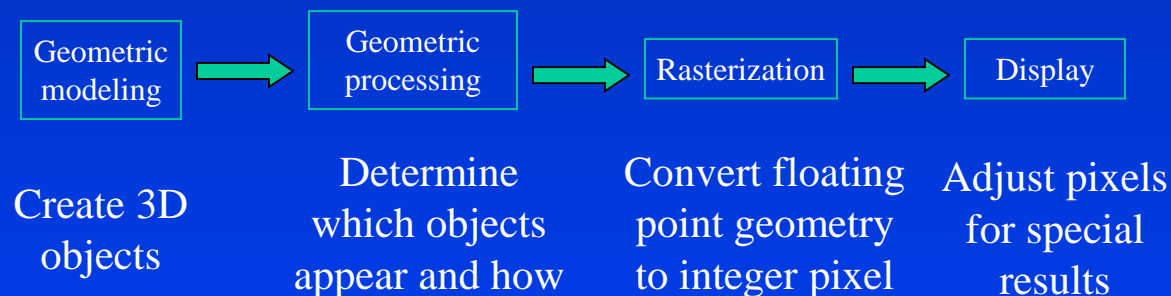 Geometric
modeling
Geometric
processing
Rasterization
Display
Create 3D
objects
Determine
which objects
appear and how
Convert floating
point geometry
to integer pixel
Adjust pixels
for special
results